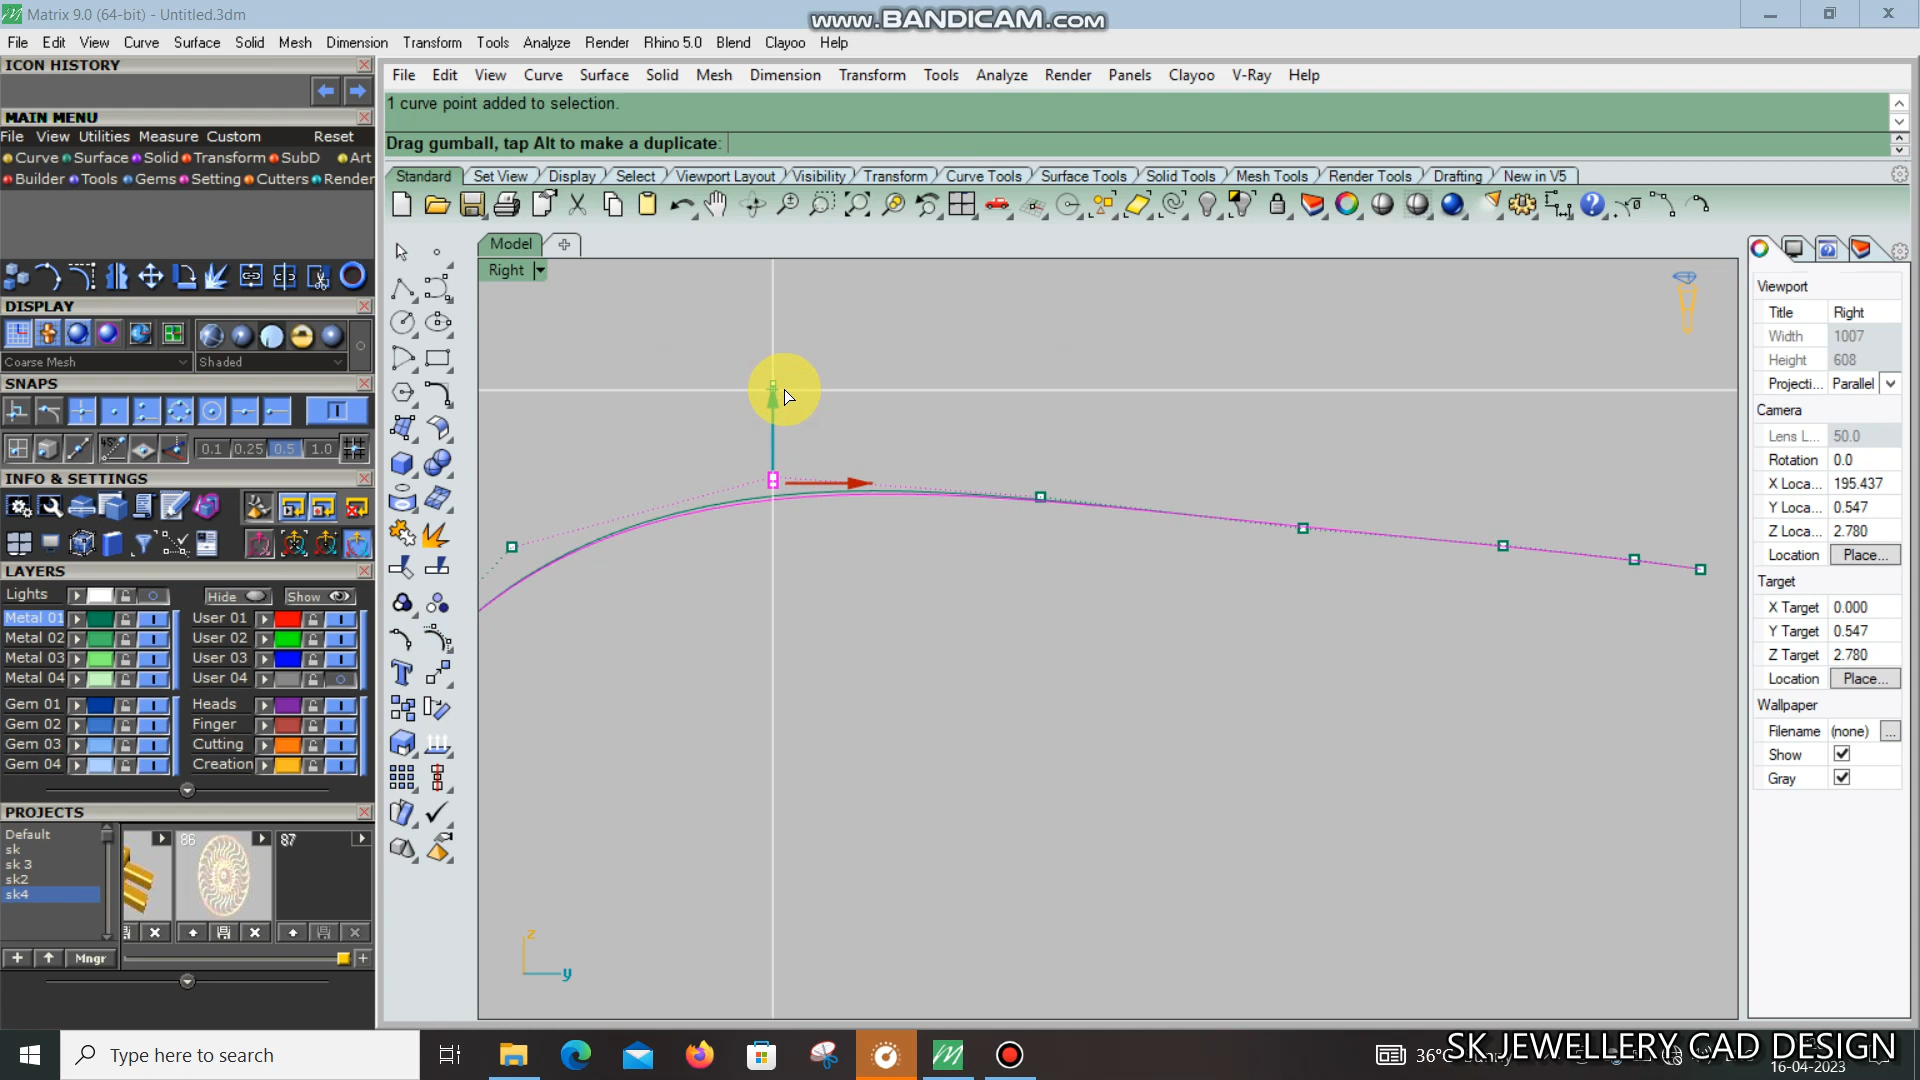 Matrix 9.0 (64-bit) - Untitled.3dm
www.BANDICAM.com
File Edit View Curve Surface Solid Mesh Dimension Transform Tools Analyze Render Rhino 5.0 Blend Clayoo Help
ICON HISTORY
MAIN MENU
File View Utilities Measure Custom Reset
Curve Surface Solid Transform SubD Art
Builder Tools Gems Setting Cutters Render
DISPLAY
Coarse Mesh Shaded
SNAPS
0.1 0.25 0.5 1.0
INFO & SETTINGS
LAYERS
Lights Hide Show
Metal 01 User 01
Metal 02 User 02
Metal 03 User 03
Metal 04 User 04
Gem 01 Heads
Gem 02 Finger
Gem 03 Cutting
Gem 04 Creation
PROJECTS
Default
sk
sk 3
sk2
sk4
86 87
Mngr
File Edit View Curve Surface Solid Mesh Dimension Transform Tools Analyze Render Panels Clayoo V-Ray Help
1 curve point added to selection.
Drag gumball, tap Alt to make a duplicate:
Standard Set View Display Select Viewport Layout Visibility Transform Curve Tools Surface Tools Solid Tools Mesh Tools Render Tools Drafting New in V5
Model
Right
z
y
Viewport
Title Right
Width 1007
Height 608
Projecti... Parallel
Camera
Lens L... 50.0
Rotation 0.0
X Loca... 195.437
Y Loca... 0.547
Z Loca... 2.780
Location Place...
Target
X Target 0.000
Y Target 0.547
Z Target 2.780
Location Place...
Wallpaper
Filename (none) ...
Show
Gray
Type here to search
36°C
SK JEWELLERY CAD DESIGN
16-04-2023